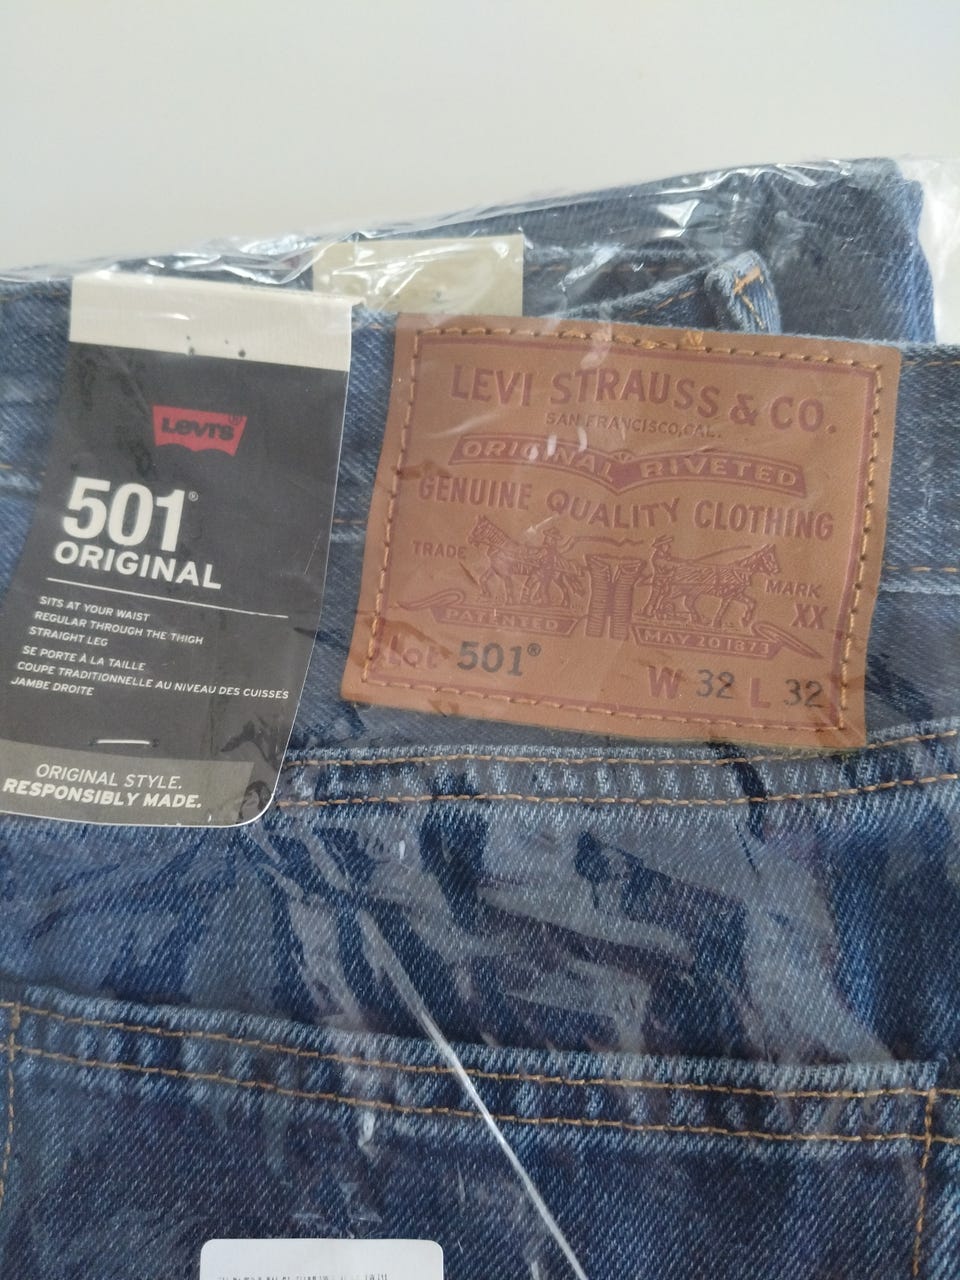 Levi's®
501®
ORIGINAL
SITS AT YOUR WAIST
REGULAR THROUGH THE THIGH
STRAIGHT LEG
SE PORTE À LA TAILLE
COUPE TRADITIONNELLE AU NIVEAU DES CUISSES
JAMBE DROITE
ORIGINAL STYLE.
RESPONSIBLY MADE.
LEVI STRAUSS & CO.
SAN FRANCISCO, CAL.
ORIGINAL RIVETED
GENUINE QUALITY CLOTHING
TRADE MARK
XX
PATENTED MAY 20 1873
Lot 501®
W 32 L 32